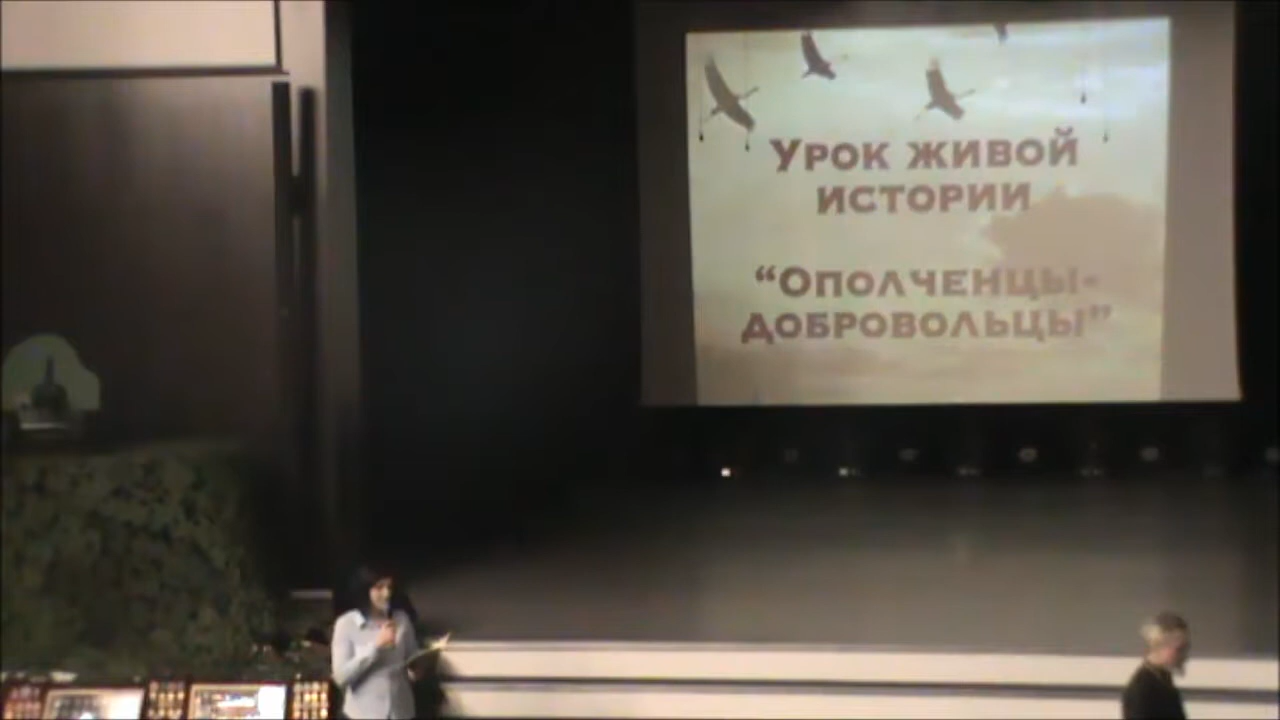 Урок живой
истории
“Ополченцы-
добровольцы”